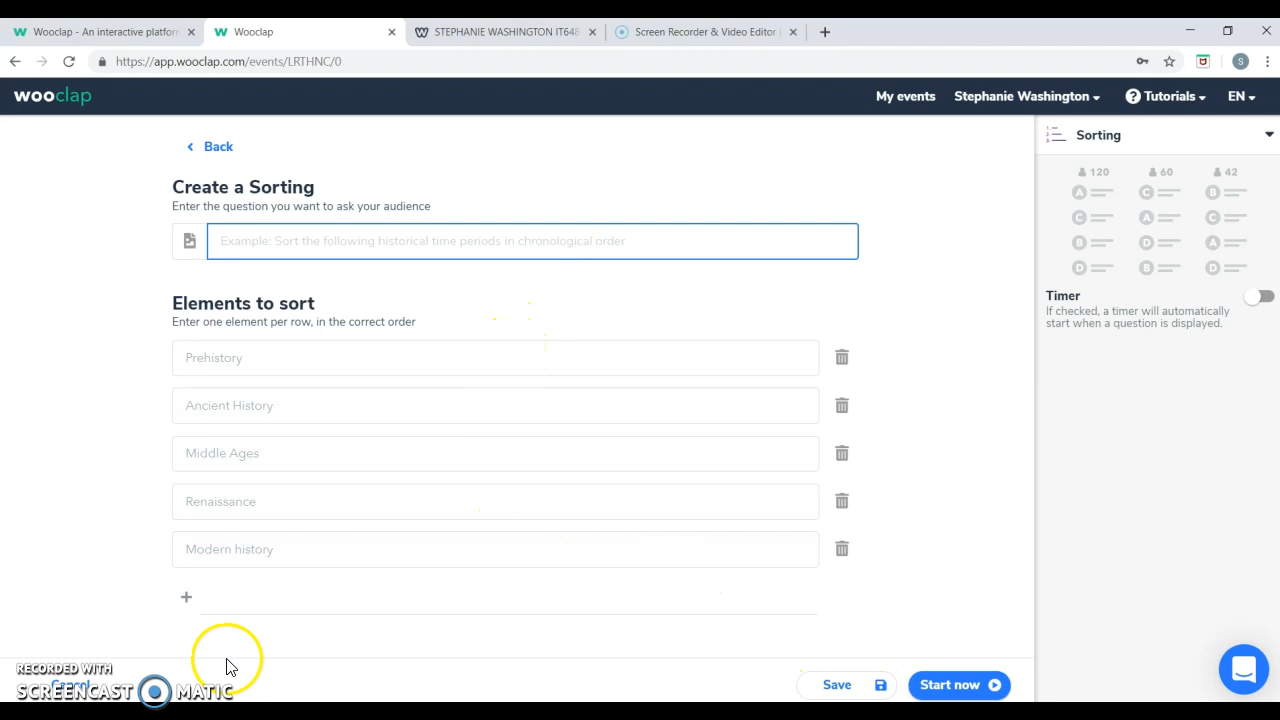 Wooclap - An interactive platform
Wooclap
STEPHANIE WASHINGTON IT648
Screen Recorder & Video Editor
https://app.wooclap.com/events/LRTHNC/0
S
wooclap
My events
Stephanie Washington
? Tutorials
EN
Back
Sorting
Create a Sorting
Enter the question you want to ask your audience
Example: Sort the following historical time periods in chronological order
120 60 42
A C B
C A C
B D A
D B D
Timer
If checked, a timer will automatically
start when a question is displayed.
Elements to sort
Enter one element per row, in the correct order
Prehistory
Ancient History
Middle Ages
Renaissance
Modern history
+
RECORDED WITH
SCREENCAST MATIC
Cancel
Save
Start now